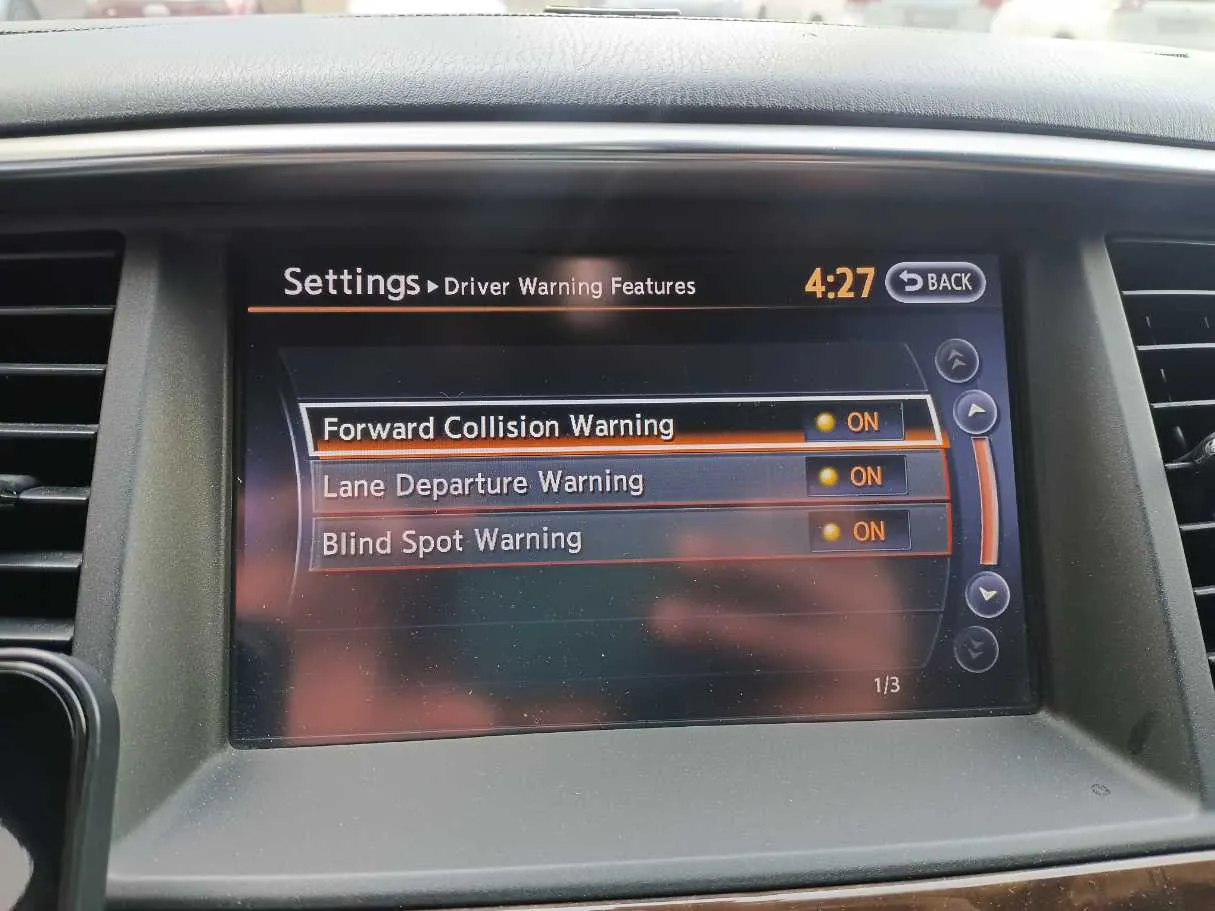 Settings ▸ Driver Warning Features 4:27 BACK
Forward Collision Warning ON
Lane Departure Warning ON
Blind Spot Warning ON
1/3